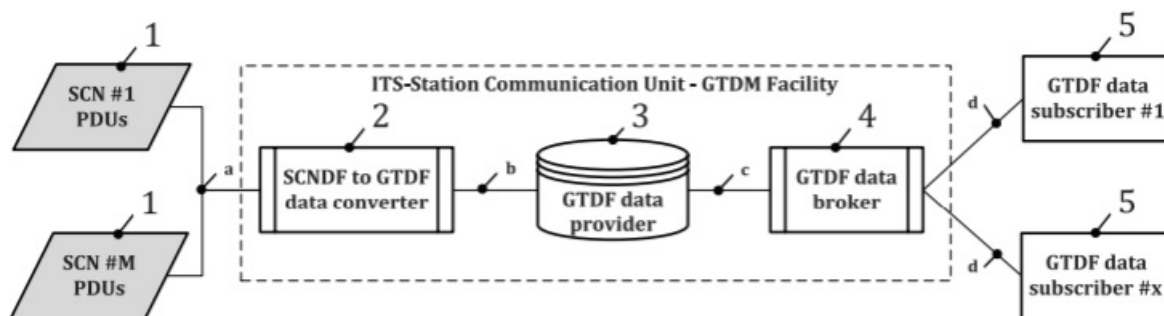 1
SCN #1
PDUs
1
SCN #M
PDUs
a
ITS-Station Communication Unit - GTDM Facility
2
SCNDF to GTDF
data converter
b
3
GTDF data
provider
c
4
GTDF data
broker
d
5
GTDF data
subscriber #1
d
5
GTDF data
subscriber #x